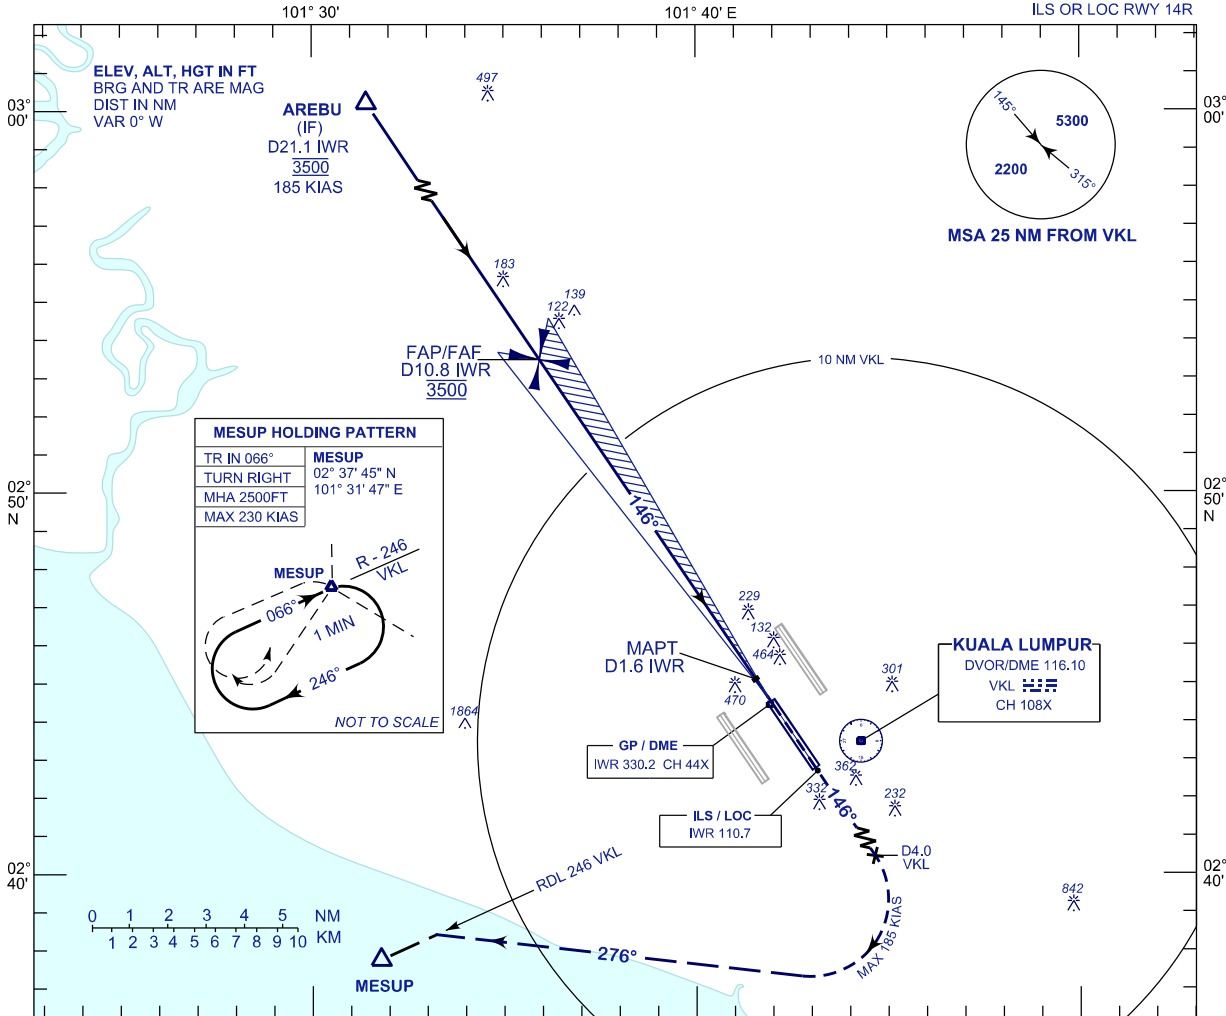 101° 30'
101° 40' E
ILS OR LOC RWY 14R
ELEV, ALT, HGT IN FT
BRG AND TR ARE MAG
DIST IN NM
VAR 0° W
03°
00'
03°
00'
497
AREBU
(IF)
D21.1 IWR
3500
185 KIAS
145°
5300
2200
315°
MSA 25 NM FROM VKL
183
139
122
FAP/FAF
D10.8 IWR
3500
10 NM VKL
MESUP HOLDING PATTERN
TR IN 066°
TURN RIGHT
MHA 2500FT
MAX 230 KIAS
MESUP
02° 37' 45" N
101° 31' 47" E
MESUP
R - 246
VKL
066°
1 MIN
246°
NOT TO SCALE
02°
50'
N
02°
50'
N
146°
229
132
464
MAPT
D1.6 IWR
470
301
KUALA LUMPUR
DVOR/DME 116.10
VKL
CH 108X
1864
GP / DME
IWR 330.2 CH 44X
362
332
232
146°
ILS / LOC
IWR 110.7
D4.0
VKL
RDL 246 VKL
02°
40'
02°
40'
842
0 1 2 3 4 5 NM
1 2 3 4 5 6 7 8 9 10 KM
276°
MAX 185 KIAS
MESUP